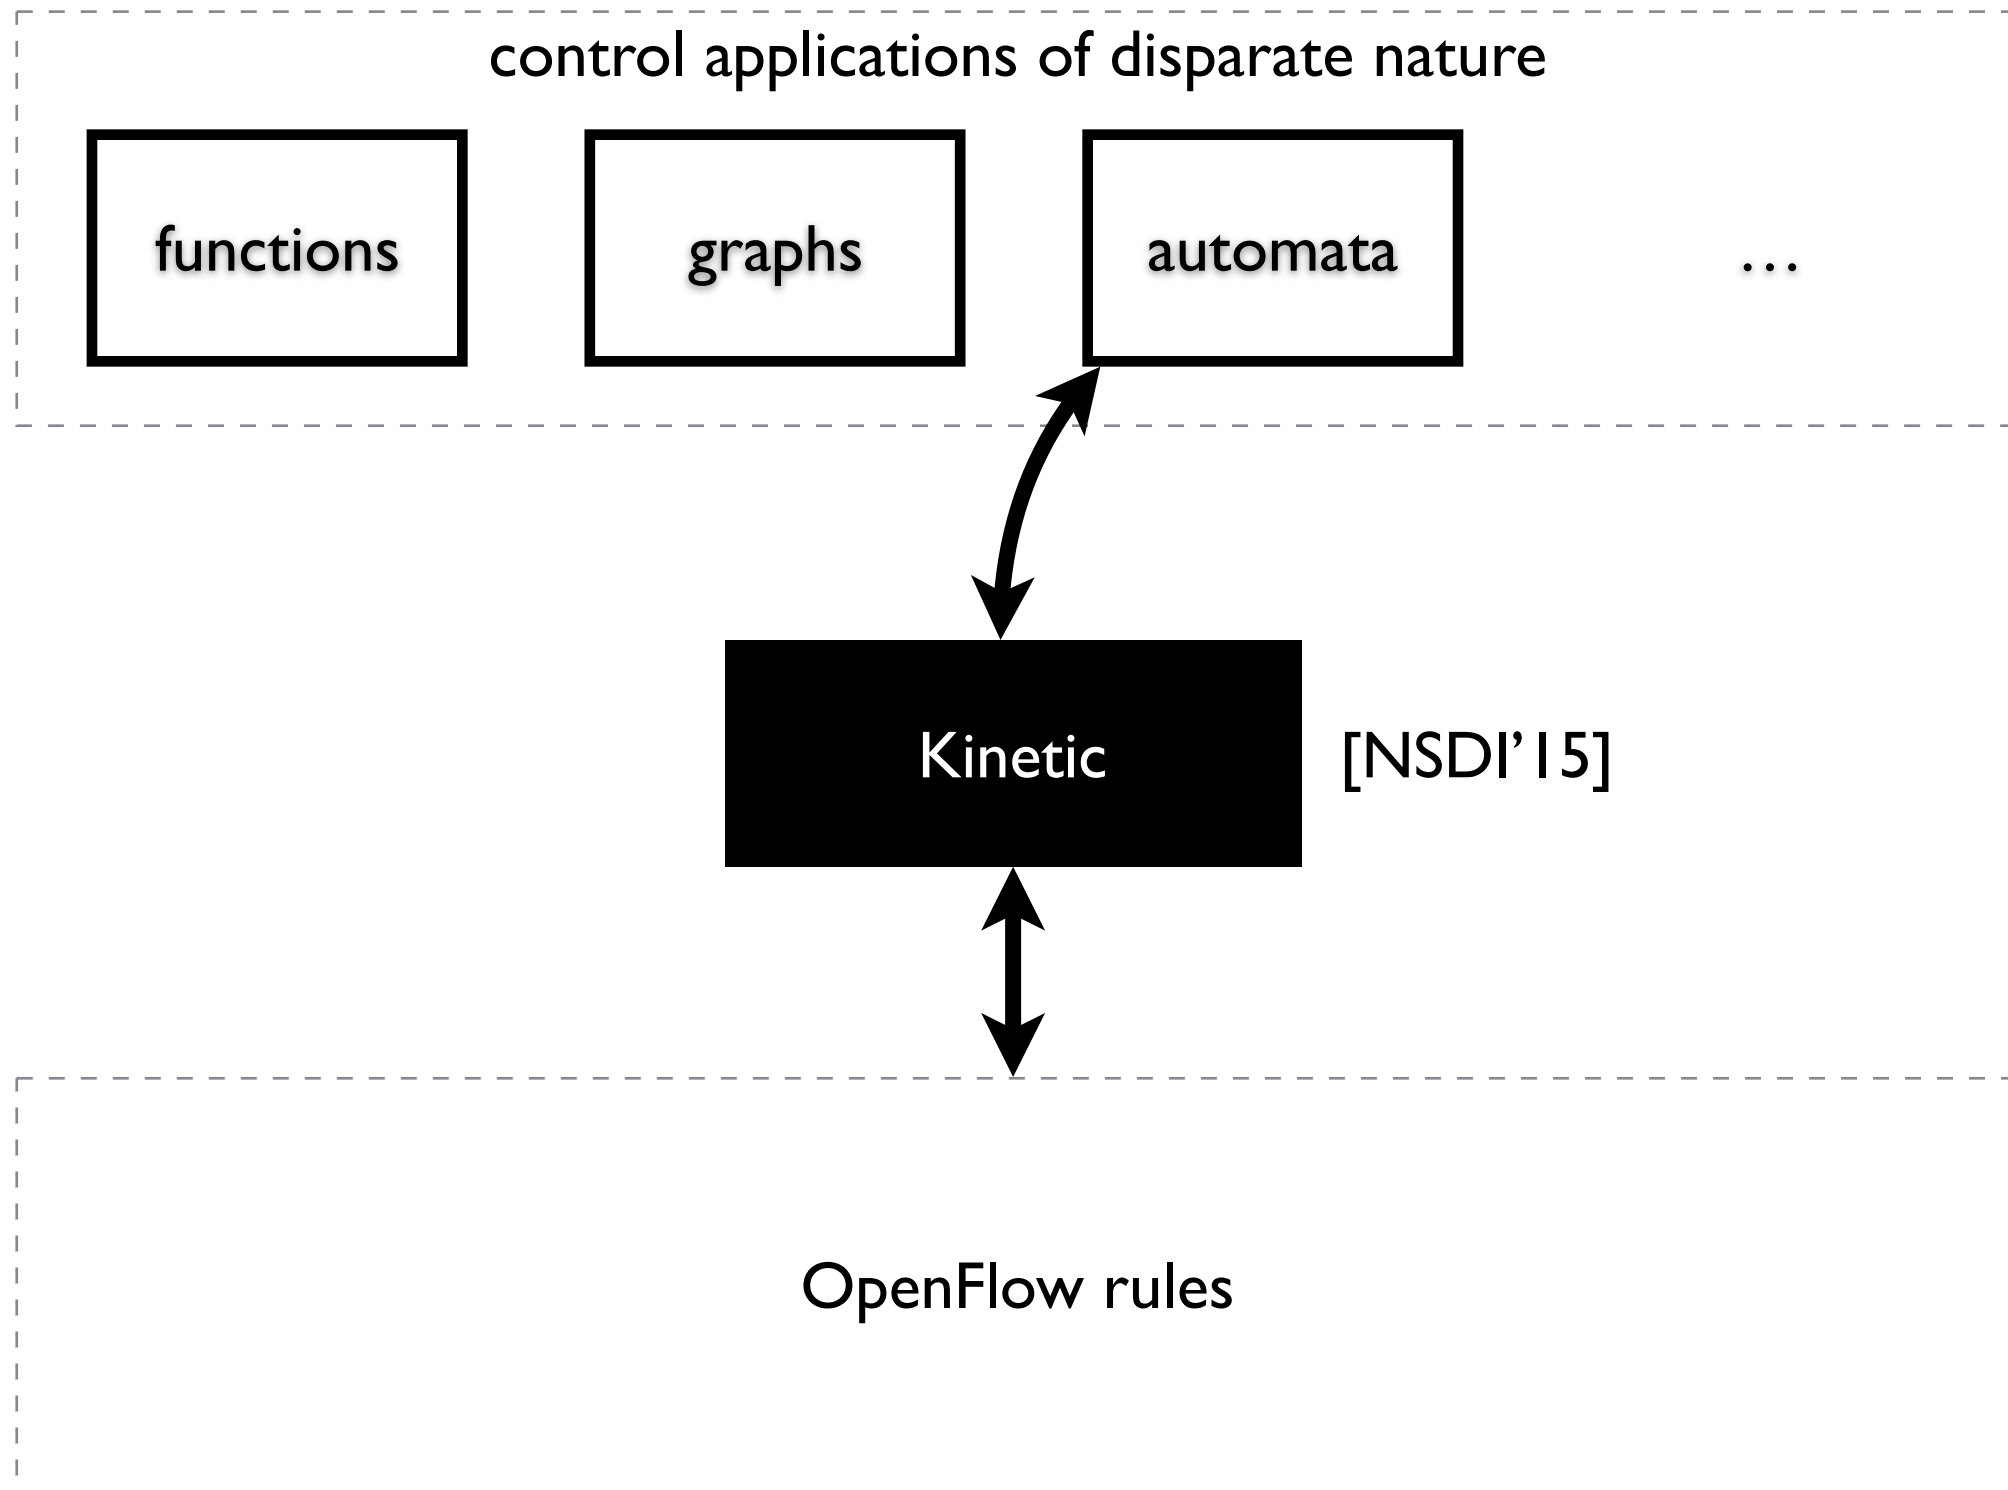 control applications of disparate nature
functions graphs automata …
Kinetic [NSDI’15]
OpenFlow rules